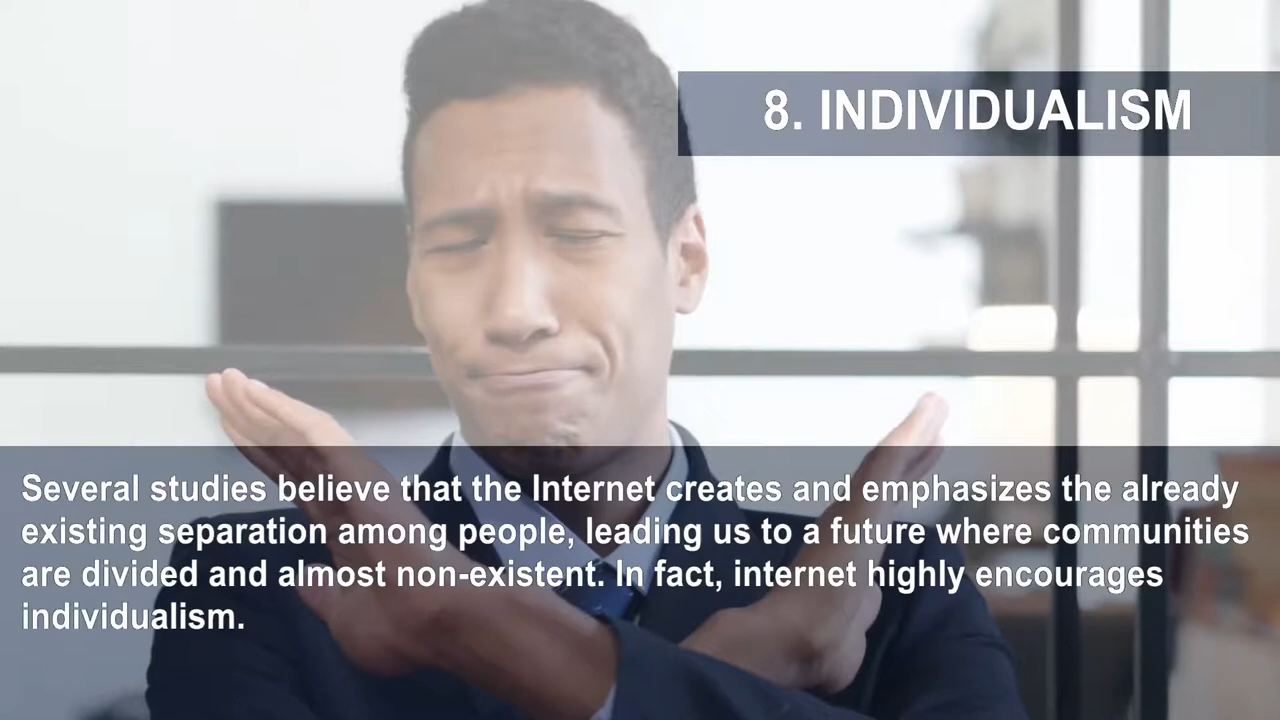 8. INDIVIDUALISM
Several studies believe that the Internet creates and emphasizes the already
existing separation among people, leading us to a future where communities
are divided and almost non-existent. In fact, internet highly encourages
individualism.